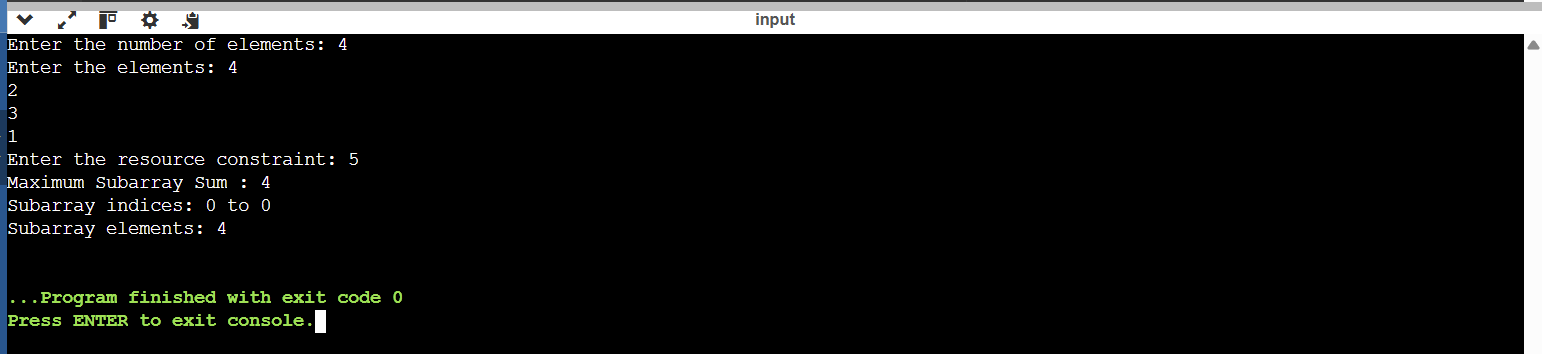 input
Enter the number of elements: 4
Enter the elements: 4
2
3
1
Enter the resource constraint: 5
Maximum Subarray Sum : 4
Subarray indices: 0 to 0
Subarray elements: 4
...Program finished with exit code 0
Press ENTER to exit console.